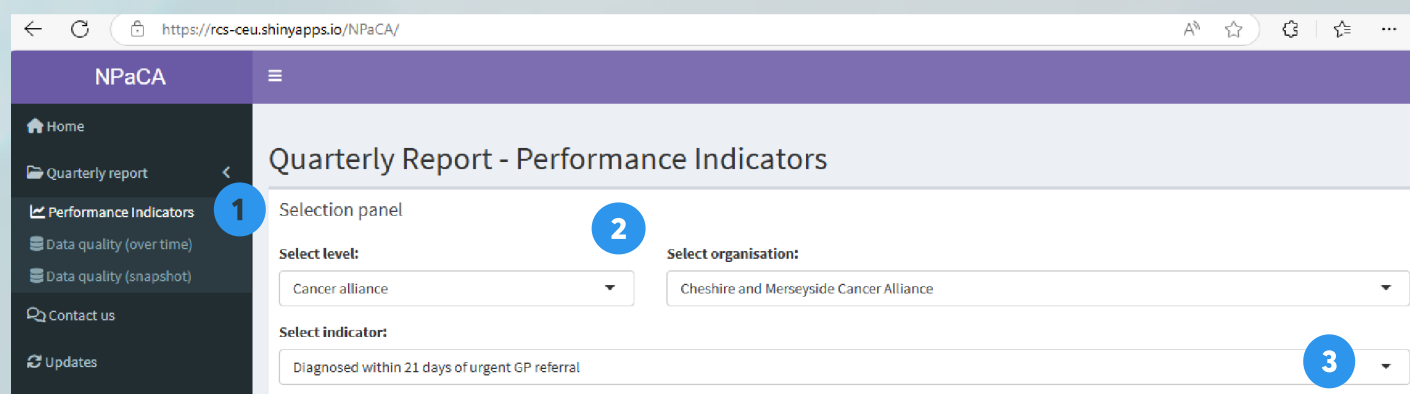 https://rcs-ceu.shinyapps.io/NPaCA/
NPaCA
Home
Quarterly report
Performance Indicators
Data quality (over time)
Data quality (snapshot)
Contact us
Updates
1
Quarterly Report - Performance Indicators
Selection panel
2
Select level:
Cancer alliance
Select organisation:
Cheshire and Merseyside Cancer Alliance
Select indicator:
Diagnosed within 21 days of urgent GP referral
3